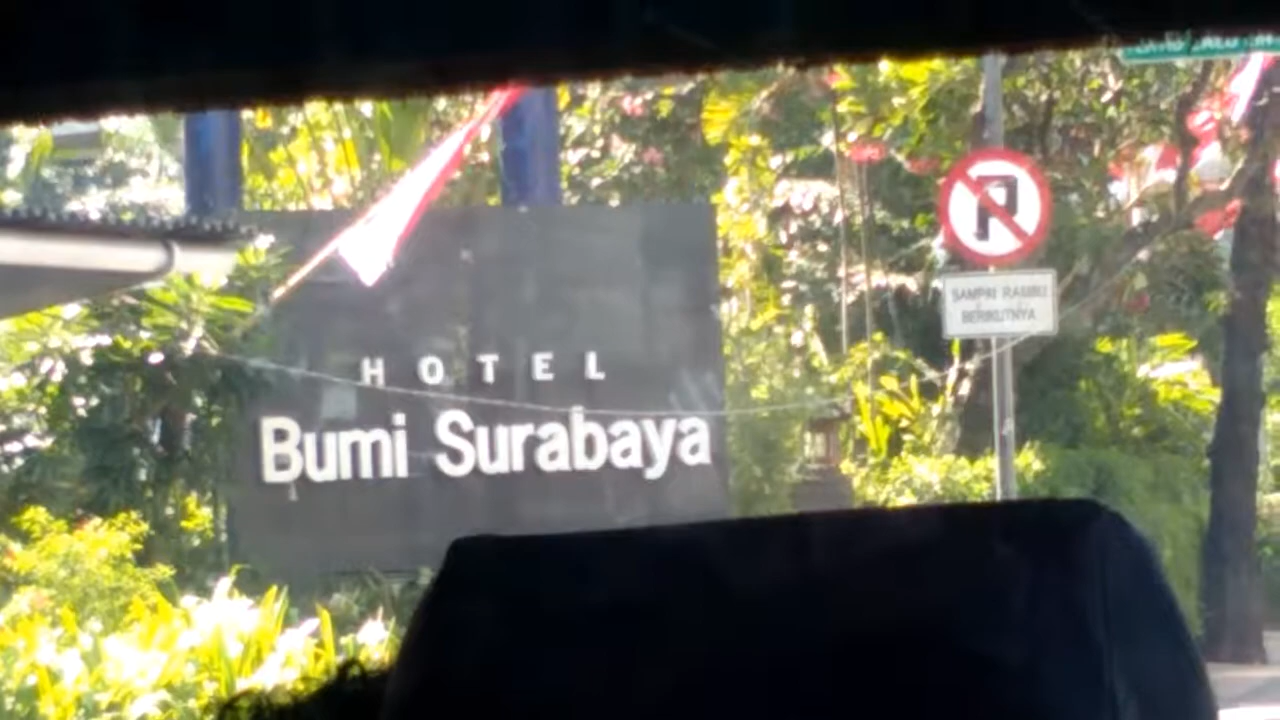 HOTEL
Bumi Surabaya
P
SAMPAI RAMBU
BERIKUTNYA